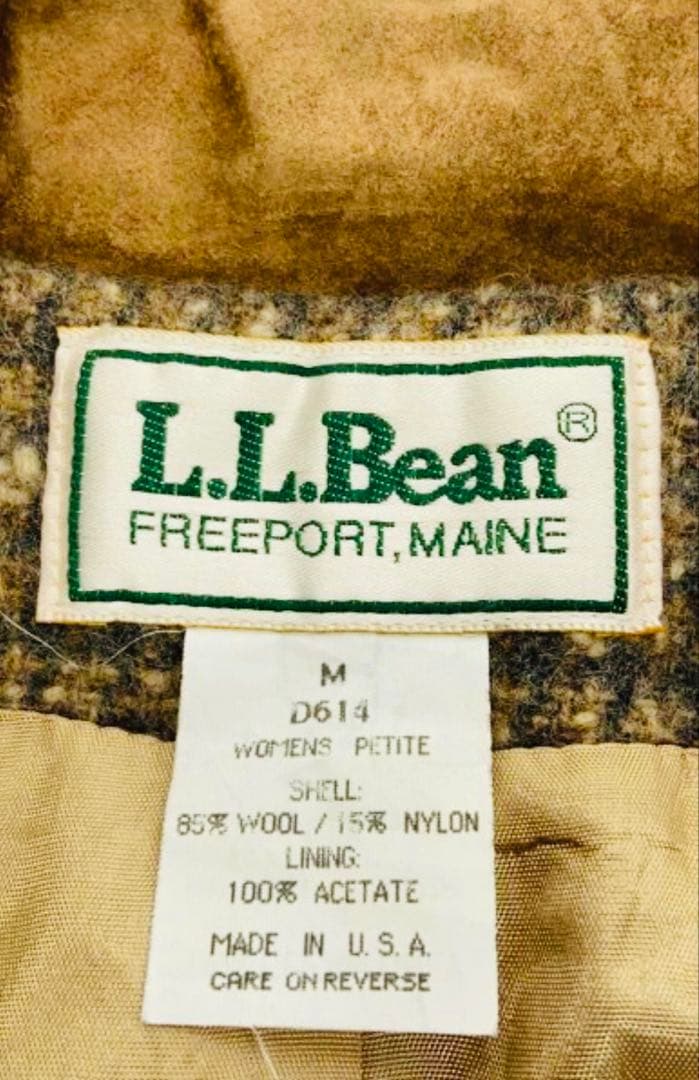 L.L.Bean®
FREEPORT, MAINE
M
D614
WOMENS PETITE
SHELL:
85% WOOL / 15% NYLON
LINING:
100% ACETATE
MADE IN U.S.A.
CARE ON REVERSE